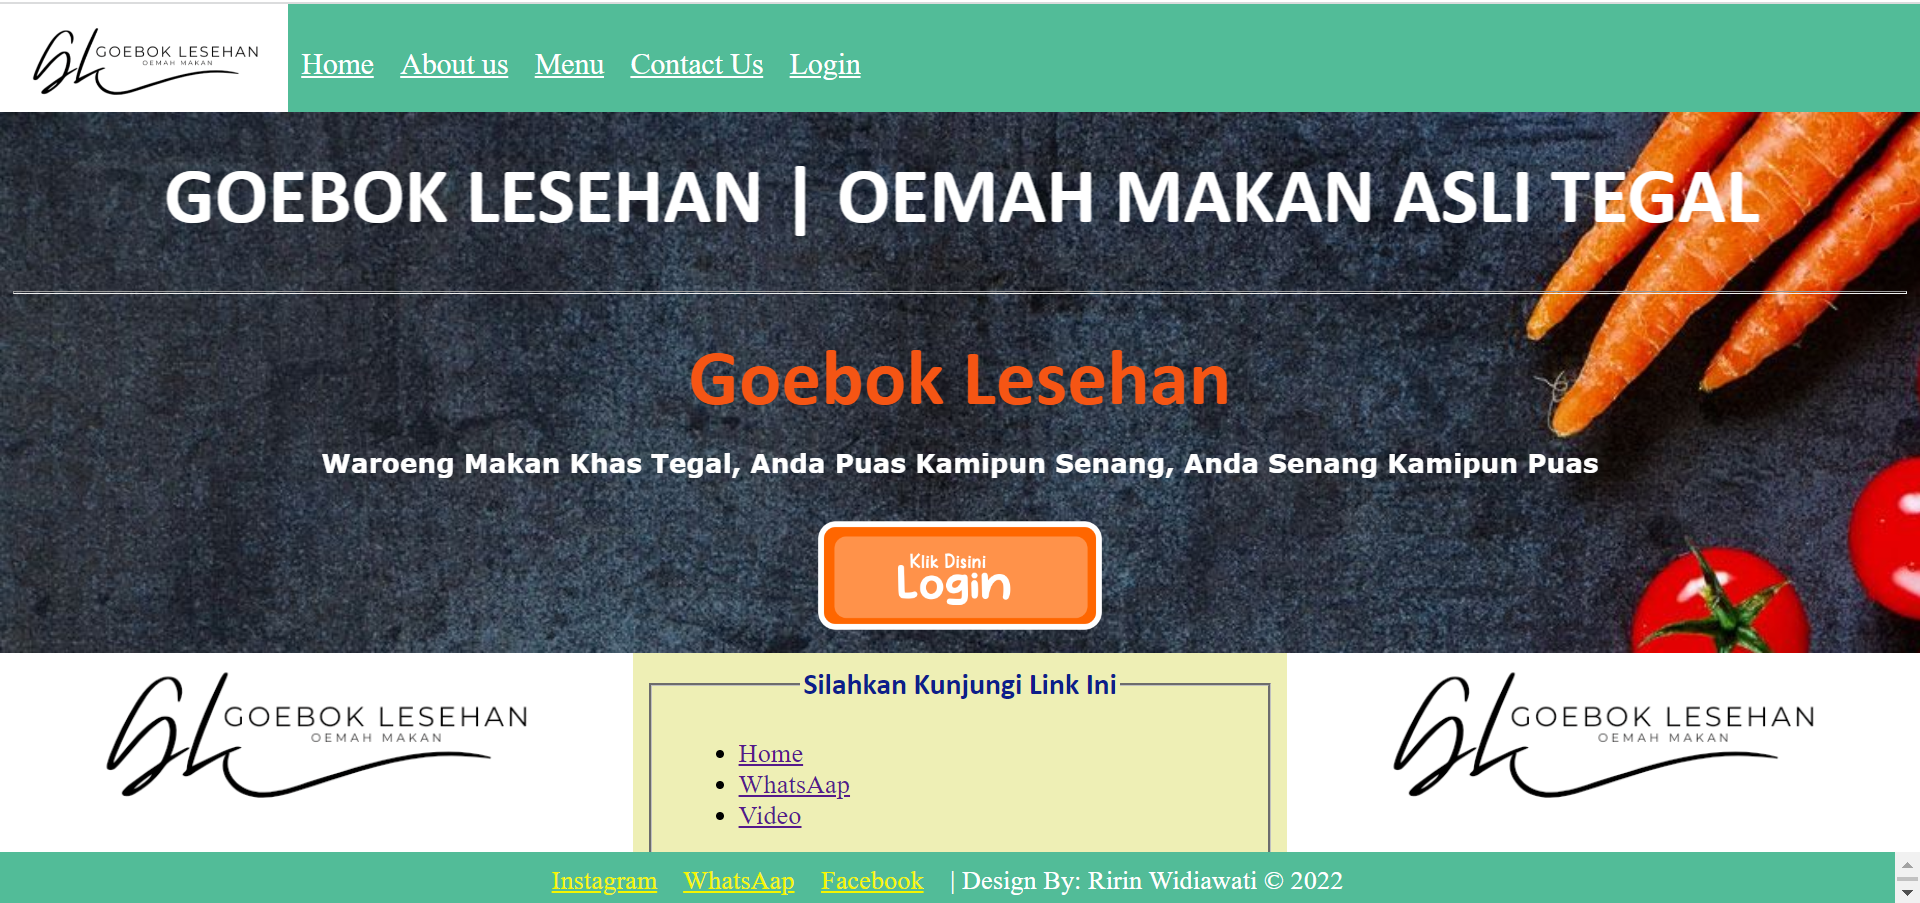 GOEBOK LESEHAN
OEMAH MAKAN
Home About us Menu Contact Us Login
GOEBOK LESEHAN | OEMAH MAKAN ASLI TEGAL
Goebok Lesehan
Waroeng Makan Khas Tegal, Anda Puas Kamipun Senang, Anda Senang Kamipun Puas
Klik Disini
Login
GOEBOK LESEHAN
OEMAH MAKAN
Silahkan Kunjungi Link Ini
Home
WhatsAap
Video
GOEBOK LESEHAN
OEMAH MAKAN
Instagram WhatsAap Facebook | Design By: Ririn Widiawati © 2022